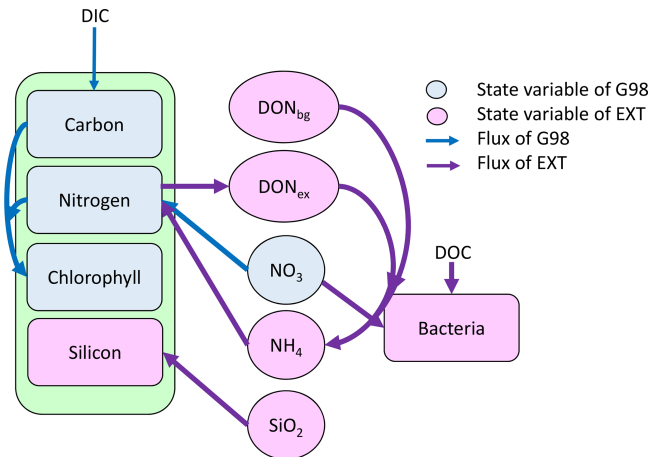 DIC
Carbon
Nitrogen
Chlorophyll
Silicon
DONbg
DONex
NO3
NH4
SiO2
DOC
Bacteria
State variable of G98
State variable of EXT
Flux of G98
Flux of EXT